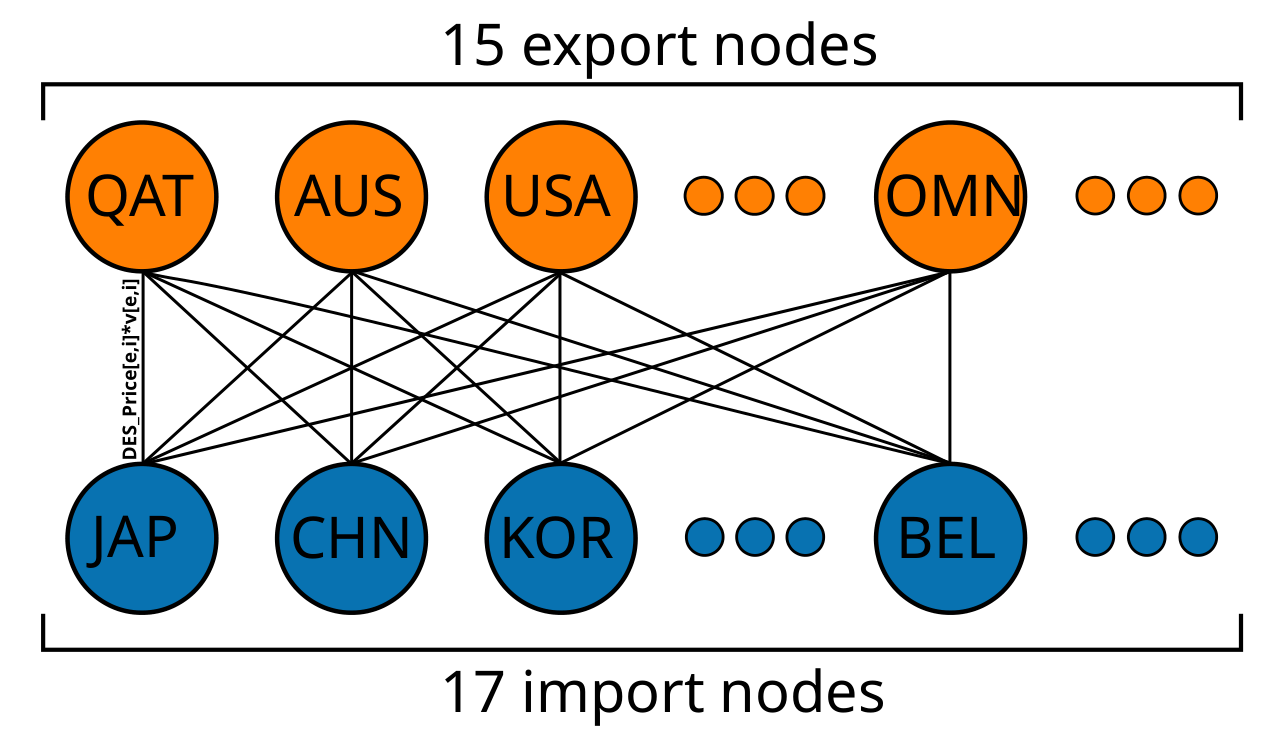 15 export nodes
QAT
AUS
USA
OMN
DES_Price[e,i]*v[e,i]
JAP
CHN
KOR
BEL
17 import nodes